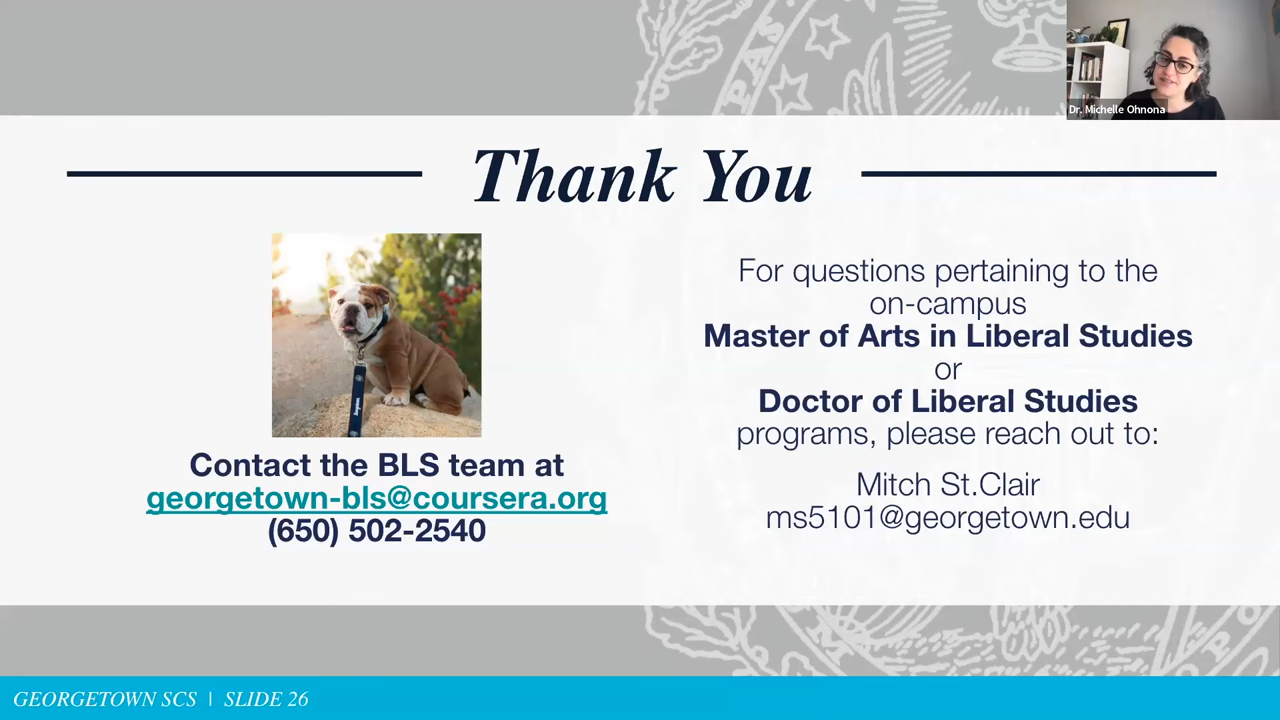 PAS
Dr. Michelle Ohnona
Thank You
Contact the BLS team at
georgetown-bls@coursera.org
(650) 502-2540
For questions pertaining to the
on-campus
Master of Arts in Liberal Studies
or
Doctor of Liberal Studies
programs, please reach out to:
Mitch St.Clair
ms5101@georgetown.edu
GEORGETOWN SCS | SLIDE 26